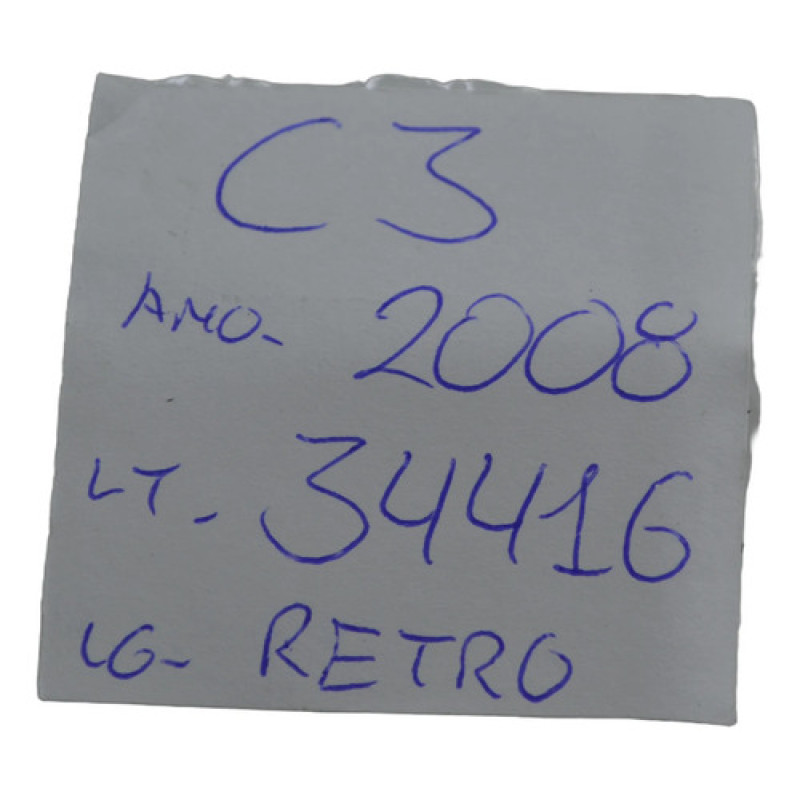 C3
ANO- 2008
LT- 34416
LG- RETRO